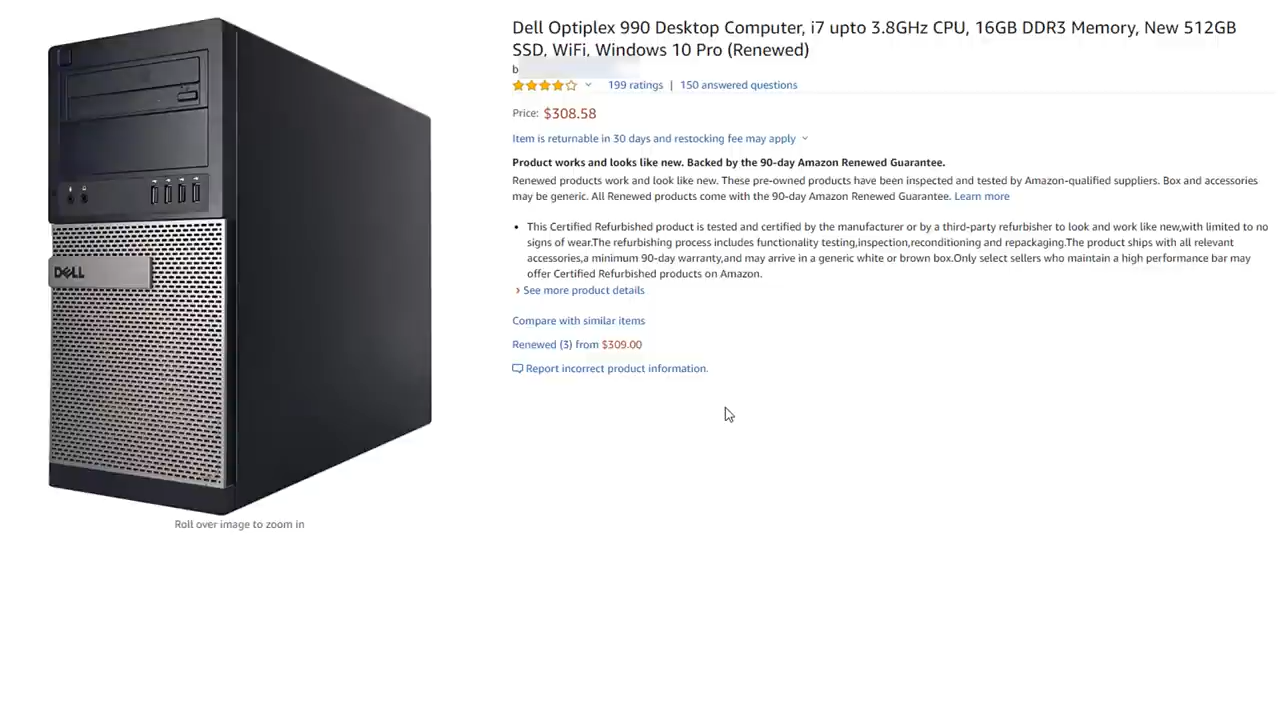 Dell Optiplex 990 Desktop Computer, i7 upto 3.8GHz CPU, 16GB DDR3 Memory, New 512GB
SSD, WiFi, Windows 10 Pro (Renewed)
b
199 ratings | 150 answered questions
Price: $308.58
Item is returnable in 30 days and restocking fee may apply
Product works and looks like new. Backed by the 90-day Amazon Renewed Guarantee.
Renewed products work and look like new. These pre-owned products have been inspected and tested by Amazon-qualified suppliers. Box and accessories
may be generic. All Renewed products come with the 90-day Amazon Renewed Guarantee. Learn more
• This Certified Refurbished product is tested and certified by the manufacturer or by a third-party refurbisher to look and work like new,with limited to no
signs of wear.The refurbishing process includes functionality testing,inspection,reconditioning and repackaging.The product ships with all relevant
accessories,a minimum 90-day warranty,and may arrive in a generic white or brown box.Only select sellers who maintain a high performance bar may
offer Certified Refurbished products on Amazon.
› See more product details
Compare with similar items
Renewed (3) from $309.00
Report incorrect product information.
DELL
Roll over image to zoom in